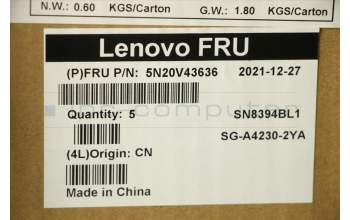 N.W.: 0.60 KGS/Carton G.W.: 1.80 KGS/Carton
Lenovo FRU
(P)FRU P/N: 5N20V43636 2021-12-27
Quantity: 5 SN8394BL1
SG-A4230-2YA
(4L)Origin: CN
Made in China